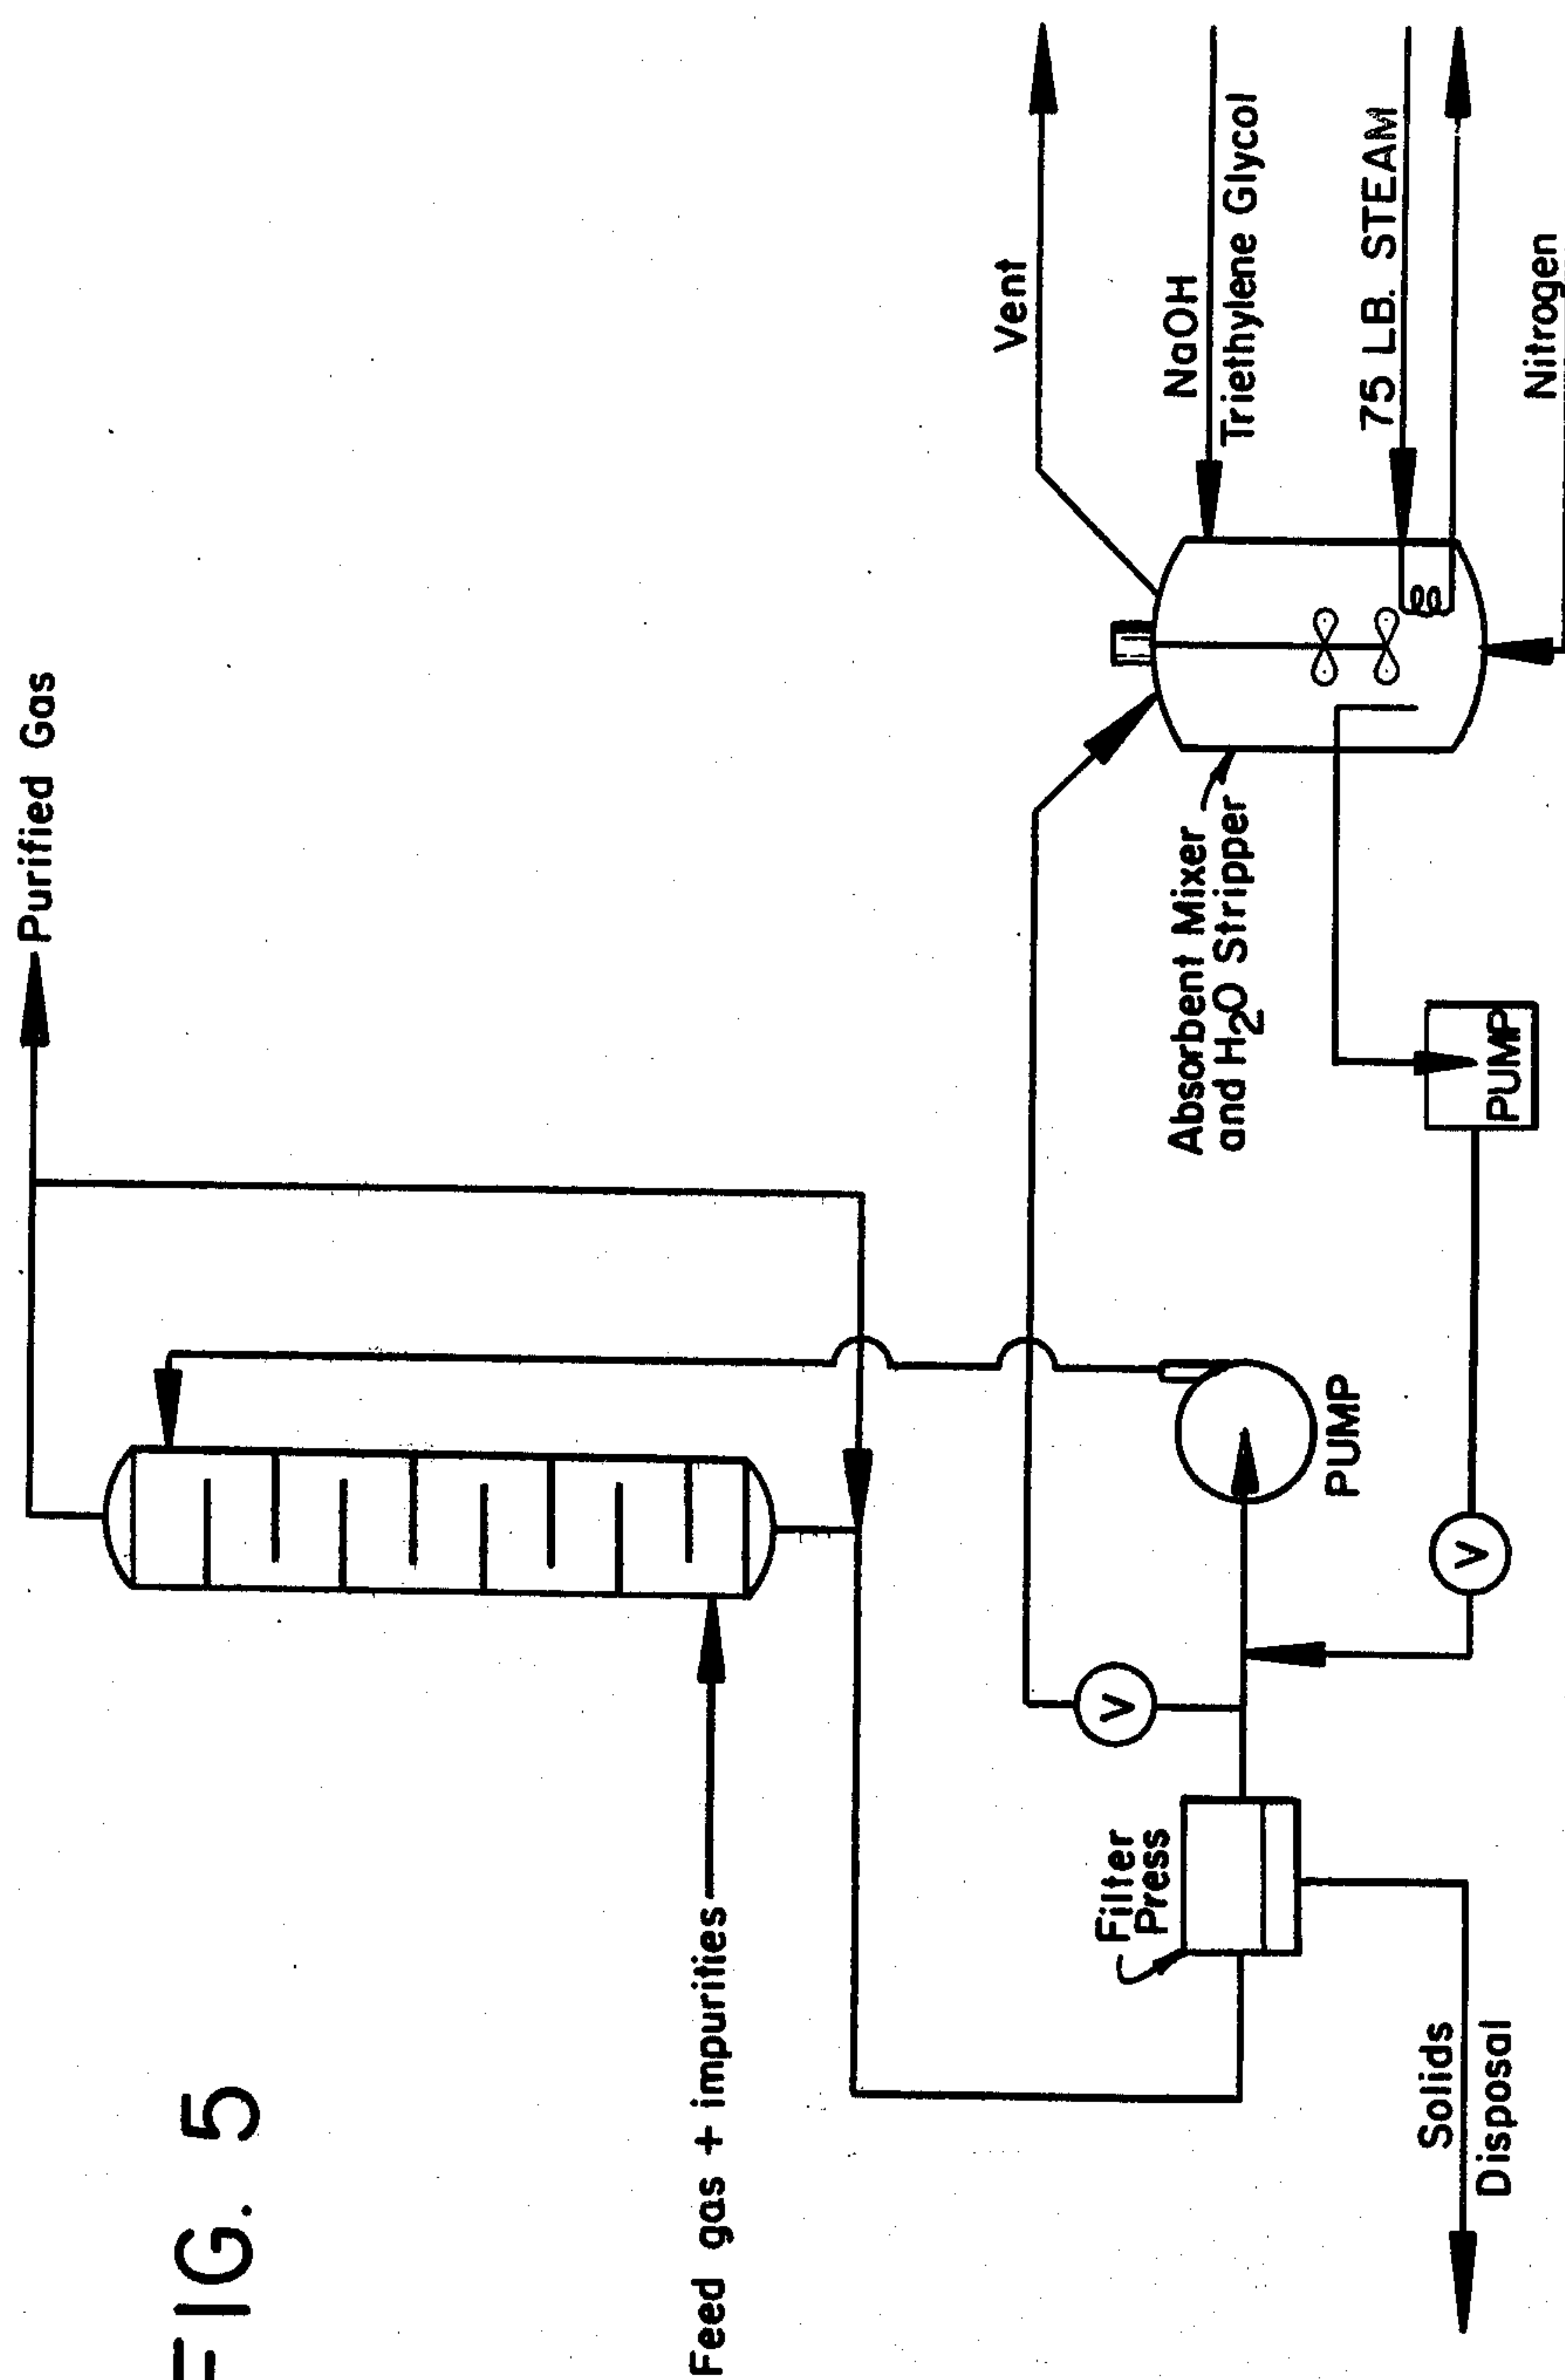 FIG. 5
Purified Gas
Feed gas + impurities
Vent
Filter
Press
V
NaOH
Triethylene Glycol
Absorbent Mixer
and H2O Stripper
PUMP
75 LB. STEAM
Solids
Disposal
V
PUMP
Nitrogen